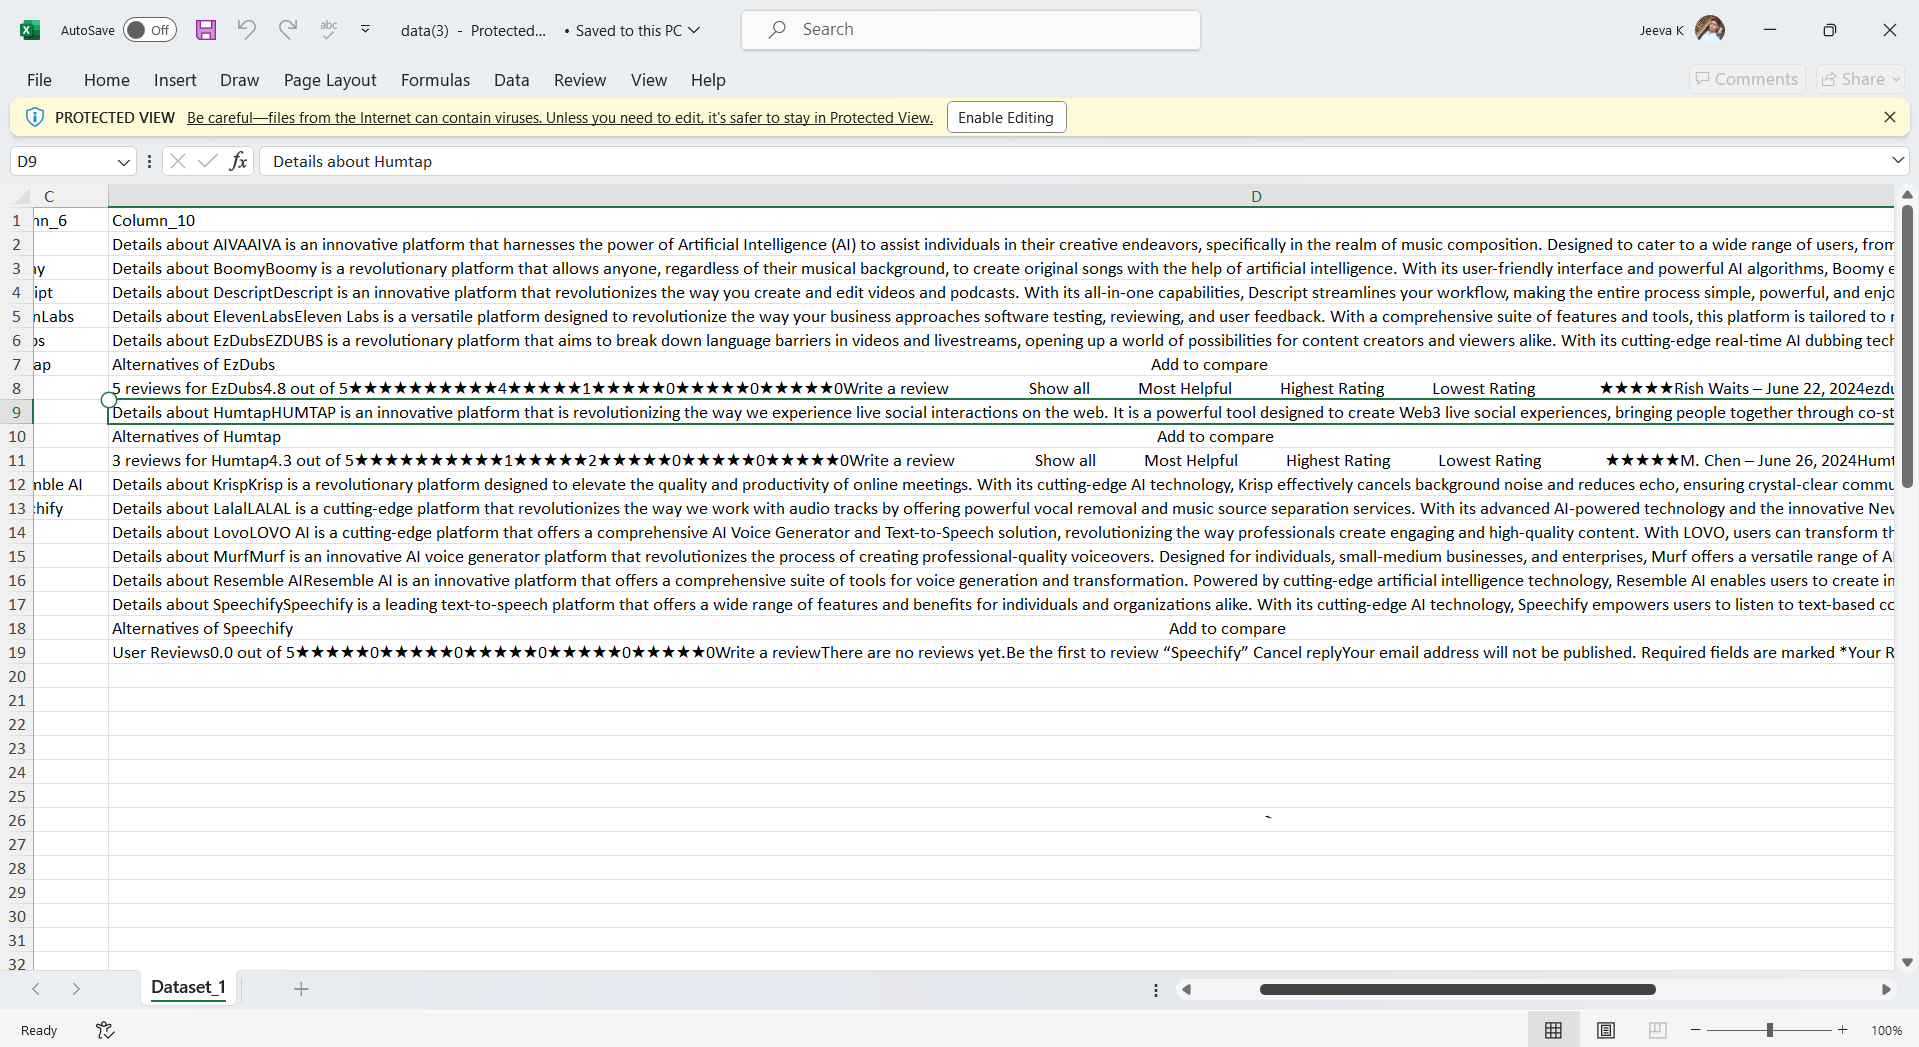 AutoSave Off abc data(3) - Protected... • Saved to this PC Search Jeeva K
File Home Insert Draw Page Layout Formulas Data Review View Help Comments Share
PROTECTED VIEW Be careful—files from the Internet can contain viruses. Unless you need to edit, it's safer to stay in Protected View. Enable Editing
D9 fx Details about Humtap
C D
1 nn_6 Column_10
2 Details about AIVAAIVA is an innovative platform that harnesses the power of Artificial Intelligence (AI) to assist individuals in their creative endeavors, specifically in the realm of music composition. Designed to cater to a wide range of users, from
3 ny Details about BoomyBoomy is a revolutionary platform that allows anyone, regardless of their musical background, to create original songs with the help of artificial intelligence. With its user-friendly interface and powerful AI algorithms, Boomy e
4 ipt Details about DescriptDescript is an innovative platform that revolutionizes the way you create and edit videos and podcasts. With its all-in-one capabilities, Descript streamlines your workflow, making the entire process simple, powerful, and enjo
5 nLabs Details about ElevenLabsEleven Labs is a versatile platform designed to revolutionize the way your business approaches software testing, reviewing, and user feedback. With a comprehensive suite of features and tools, this platform is tailored to
6 bs Details about EzDubsEZDUBS is a revolutionary platform that aims to break down language barriers in videos and livestreams, opening up a world of possibilities for content creators and viewers alike. With its cutting-edge real-time AI dubbing tech
7 ap Alternatives of EzDubs Add to compare
8 5 reviews for EzDubs4.8 out of 5★★★★★★★★★★4★★★★★1★★★★★0★★★★★0★★★★★0Write a review Show all Most Helpful Highest Rating Lowest Rating ★★★★★Rish Waits – June 22, 2024ezdu
9 Details about HumtapHUMTAP is an innovative platform that is revolutionizing the way we experience live social interactions on the web. It is a powerful tool designed to create Web3 live social experiences, bringing people together through co-st
10 Alternatives of Humtap Add to compare
11 3 reviews for Humtap4.3 out of 5★★★★★★★★★★1★★★★★2★★★★★0★★★★★0★★★★★0Write a review Show all Most Helpful Highest Rating Lowest Rating ★★★★★M. Chen – June 26, 2024Humt
12 mble AI Details about KrispKrisp is a revolutionary platform designed to elevate the quality and productivity of online meetings. With its cutting-edge AI technology, Krisp effectively cancels background noise and reduces echo, ensuring crystal-clear commu
13 chify Details about LalalLALAL is a cutting-edge platform that revolutionizes the way we work with audio tracks by offering powerful vocal removal and music source separation services. With its advanced AI-powered technology and the innovative Neu
14 Details about LovoLOVO AI is a cutting-edge platform that offers a comprehensive AI Voice Generator and Text-to-Speech solution, revolutionizing the way professionals create engaging and high-quality content. With LOVO, users can transform th
15 Details about MurfMurf is an innovative AI voice generator platform that revolutionizes the process of creating professional-quality voiceovers. Designed for individuals, small-medium businesses, and enterprises, Murf offers a versatile range of AI
16 Details about Resemble AIResemble AI is an innovative platform that offers a comprehensive suite of tools for voice generation and transformation. Powered by cutting-edge artificial intelligence technology, Resemble AI enables users to create im
17 Details about SpeechifySpeechify is a leading text-to-speech platform that offers a wide range of features and benefits for individuals and organizations alike. With its cutting-edge AI technology, Speechify empowers users to listen to text-based co
18 Alternatives of Speechify Add to compare
19 User Reviews0.0 out of 5★★★★★0★★★★★0★★★★★0★★★★★0★★★★★0Write a reviewThere are no reviews yet.Be the first to review “Speechify” Cancel replyYour email address will not be published. Required fields are marked *Your R
20
21
22
23
24
25
26
27
28
29
30
31
32
Dataset_1
Ready 100%